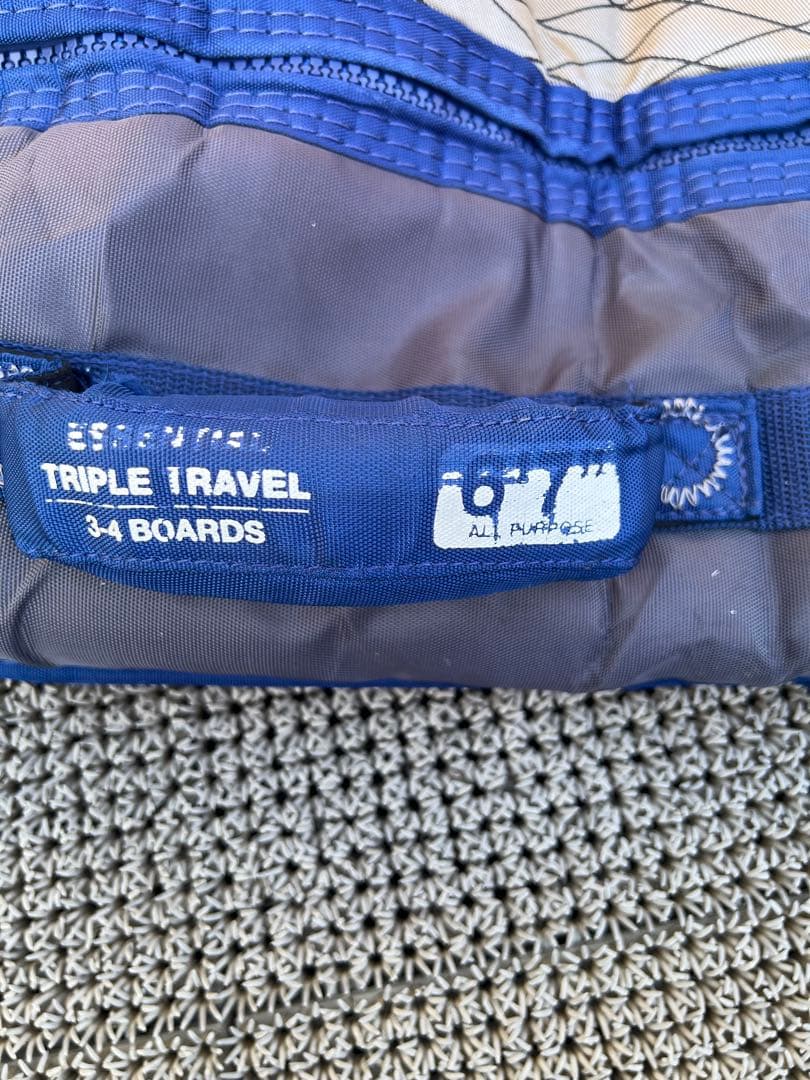 TRIPLE TRAVEL
3-4 BOARDS
6'7"
ALL PURPOSE